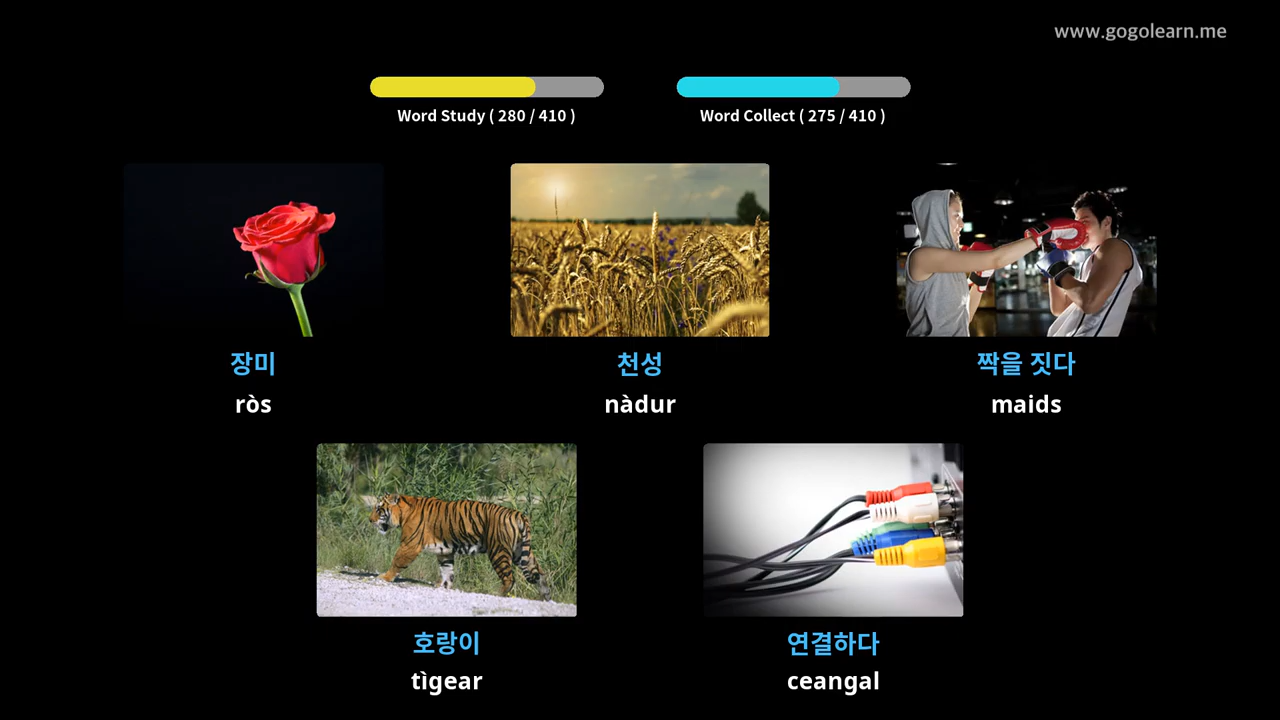 www.gogolearn.me
Word Study ( 280 / 410 )
Word Collect ( 275 / 410 )
장미
ròs
천성
nàdur
짝을 짓다
maids
호랑이
tìgear
연결하다
ceangal